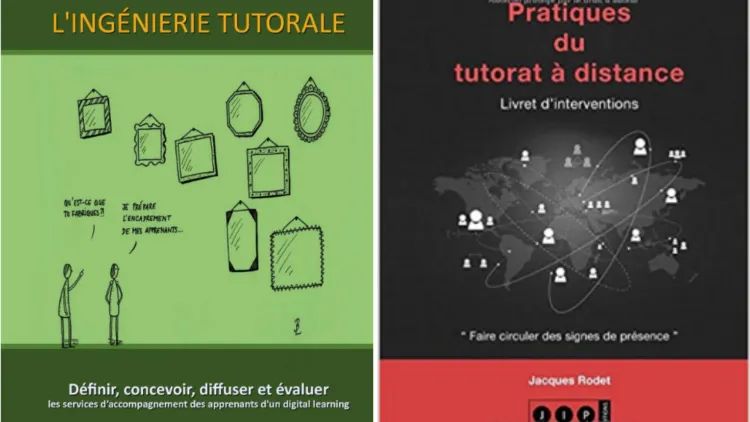 L'INGÉNIERIE TUTORALE
QU'EST-CE QUE
TU FABRIQUES?!
JE PRÉPARE
L'ENCADREMENT
DE MES APPRENANTS...
Définir, concevoir, diffuser et évaluer
les services d'accompagnement des apprenants d'un digital learning
Pratiques
du
tutorat à distance
Livret d'interventions
" Faire circuler des signes de présence "
Jacques Rodet
J I P